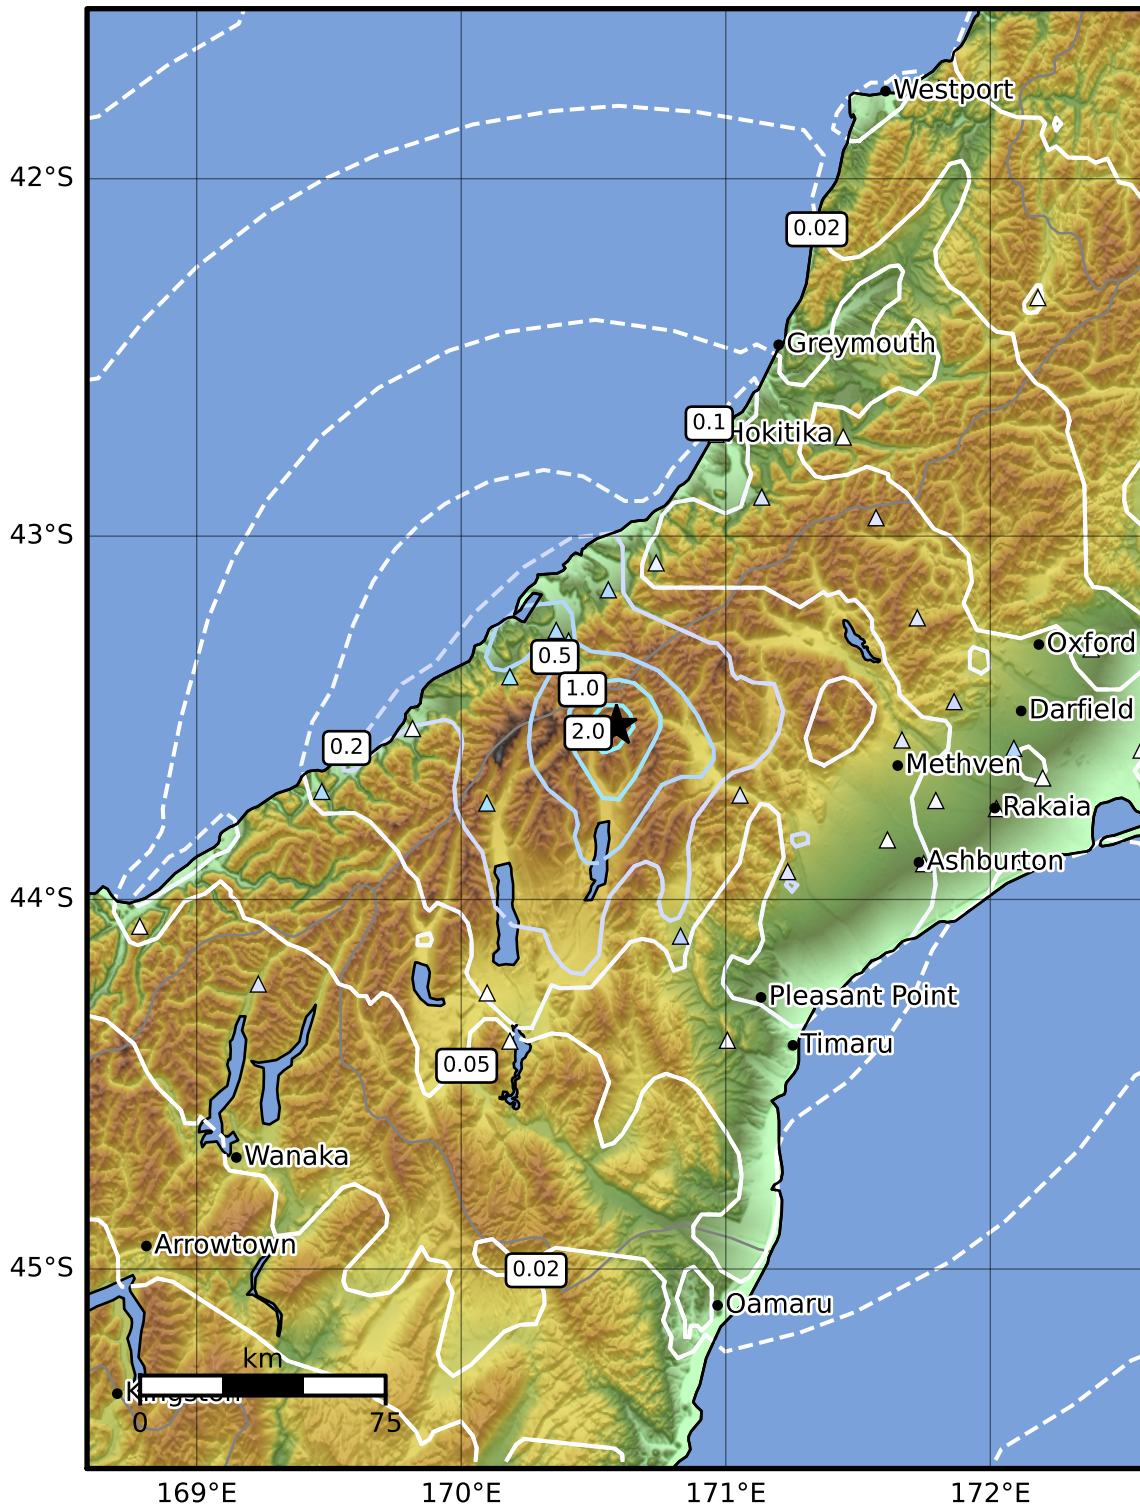 Westport
42°S
0.02
Greymouth
0.1
Hokitika
43°S
Oxford
0.5
1.0
Darfield
2.0
0.2
Methven
Rakaia
Ashburton
44°S
Pleasant Point
Timaru
0.05
Wanaka
Arrowtown
45°S
0.02
Oamaru
km
Kingston
0 75
169°E 170°E 171°E 172°E